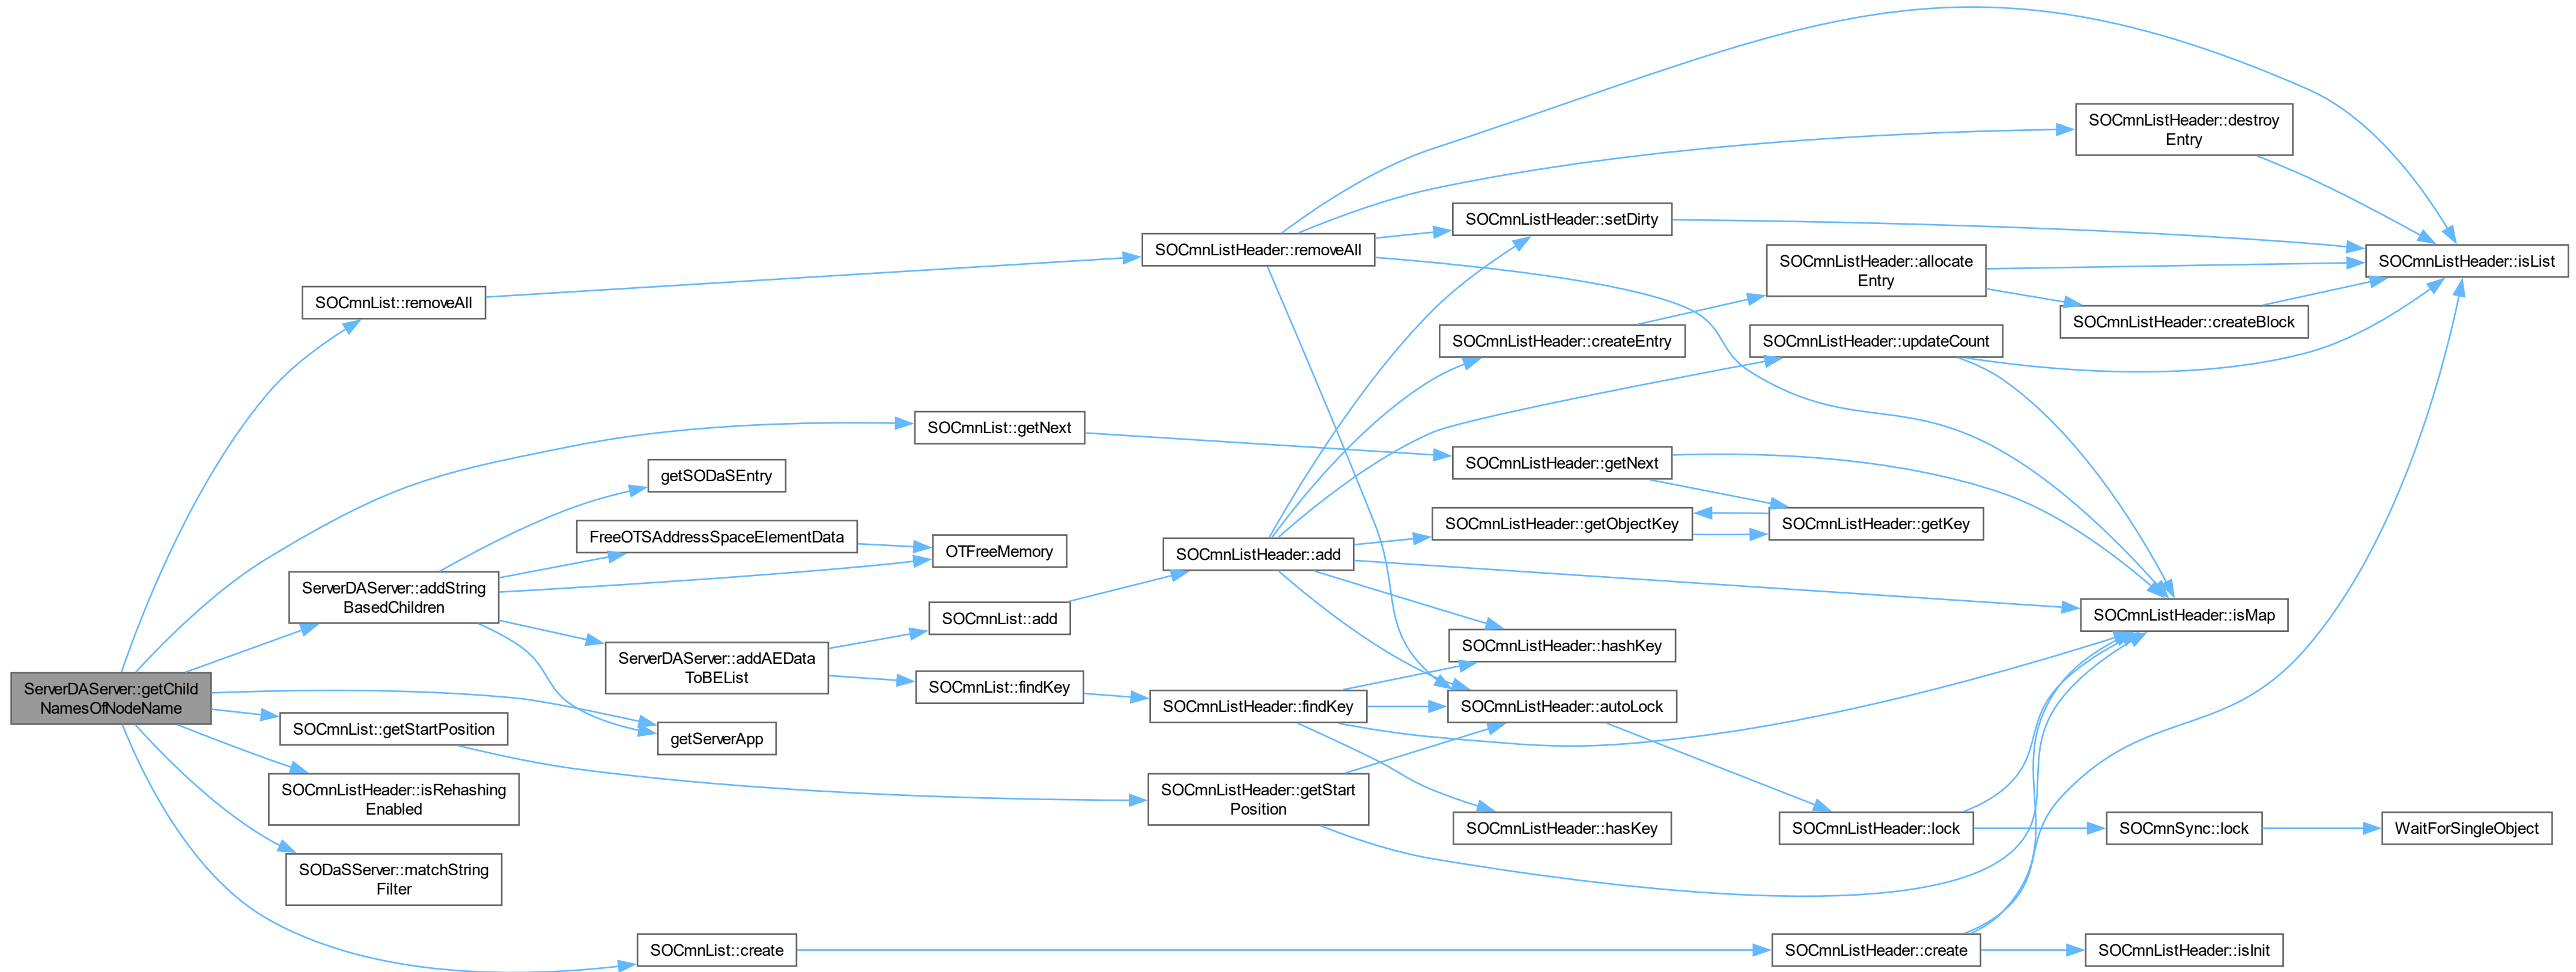 ServerDAServer::getChild
NamesOfNodeName
SOCmnList::removeAll
ServerDAServer::addString
BasedChildren
SOCmnList::getStartPosition
SOCmnListHeader::isRehashing
Enabled
SODaSServer::matchString
Filter
getSODaSEntry
FreeOTSAddressSpaceElementData
ServerDAServer::addAEData
ToBEList
getServerApp
SOCmnList::create
SOCmnList::getNext
OTFreeMemory
SOCmnList::add
SOCmnList::findKey
SOCmnListHeader::removeAll
SOCmnListHeader::add
SOCmnListHeader::findKey
SOCmnListHeader::getStart
Position
SOCmnListHeader::setDirty
SOCmnListHeader::createEntry
SOCmnListHeader::getNext
SOCmnListHeader::getObjectKey
SOCmnListHeader::hashKey
SOCmnListHeader::autoLock
SOCmnListHeader::hasKey
SOCmnListHeader::allocate
Entry
SOCmnListHeader::updateCount
SOCmnListHeader::getKey
SOCmnListHeader::lock
SOCmnListHeader::create
SOCmnListHeader::destroy
Entry
SOCmnListHeader::createBlock
SOCmnListHeader::isMap
SOCmnSync::lock
SOCmnListHeader::isInit
SOCmnListHeader::isList
WaitForSingleObject